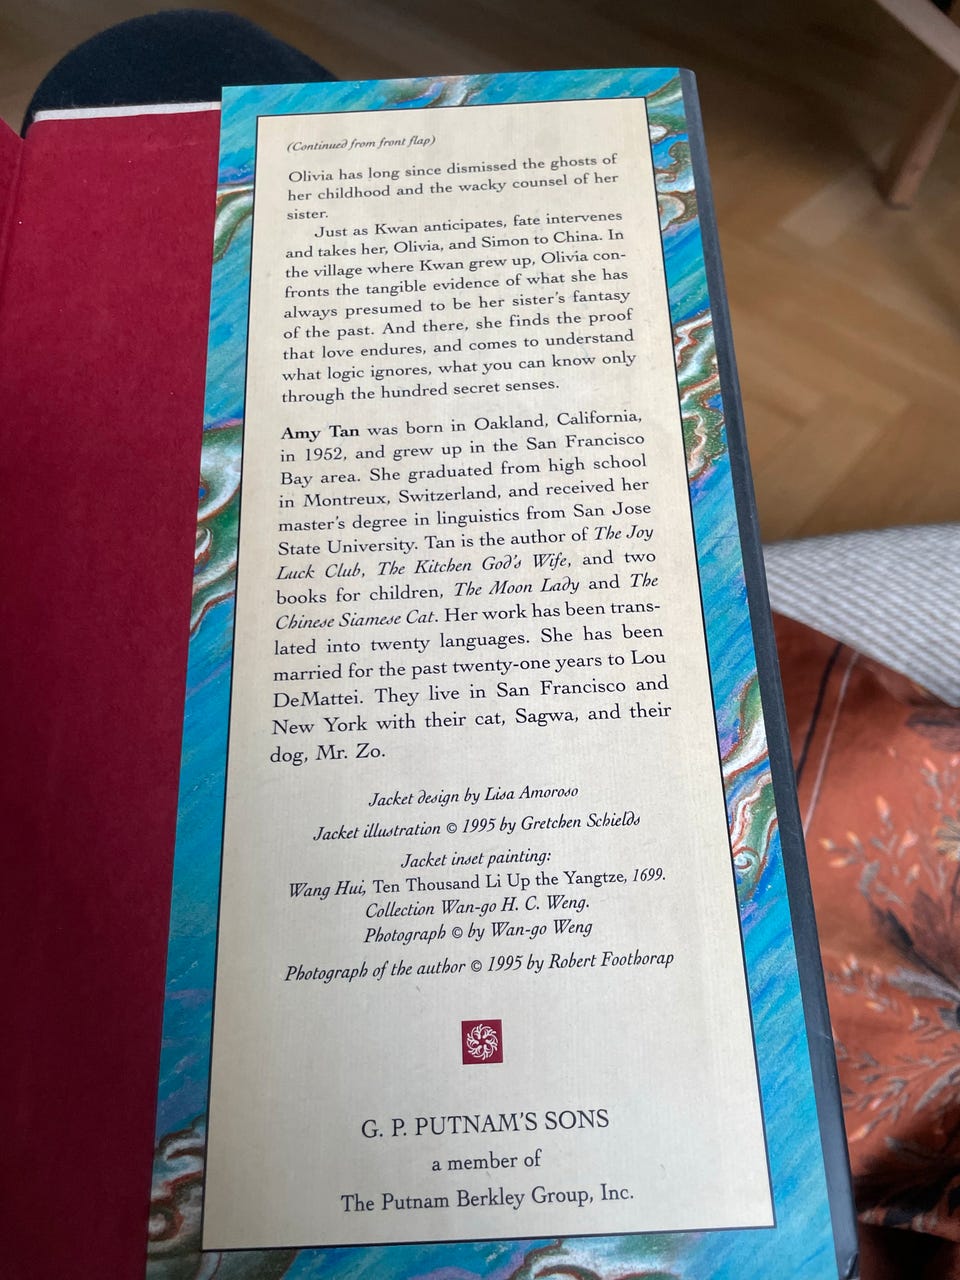 (Continued from front flap)
Olivia has long since dismissed the ghosts of
her childhood and the wacky counsel of her
sister.
Just as Kwan anticipates, fate intervenes
and takes her, Olivia, and Simon to China. In
the village where Kwan grew up, Olivia con-
fronts the tangible evidence of what she has
always presumed to be her sister's fantasy
of the past. And there, she finds the proof
that love endures, and comes to understand
what logic ignores, what you can know only
through the hundred secret senses.
Amy Tan was born in Oakland, California,
in 1952, and grew up in the San Francisco
Bay area. She graduated from high school
in Montreux, Switzerland, and received her
master's degree in linguistics from San Jose
State University. Tan is the author of The Joy
Luck Club, The Kitchen God's Wife, and two
books for children, The Moon Lady and The
Chinese Siamese Cat. Her work has been trans-
lated into twenty languages. She has been
married for the past twenty-one years to Lou
DeMattei. They live in San Francisco and
New York with their cat, Sagwa, and their
dog, Mr. Zo.
Jacket design by Lisa Amoroso
Jacket illustration © 1995 by Gretchen Schields
Jacket inset painting:
Wang Hui, Ten Thousand Li Up the Yangtze, 1699.
Collection Wan-go H. C. Weng.
Photograph © by Wan-go Weng
Photograph of the author © 1995 by Robert Foothorap
G. P. PUTNAM'S SONS
a member of
The Putnam Berkley Group, Inc.